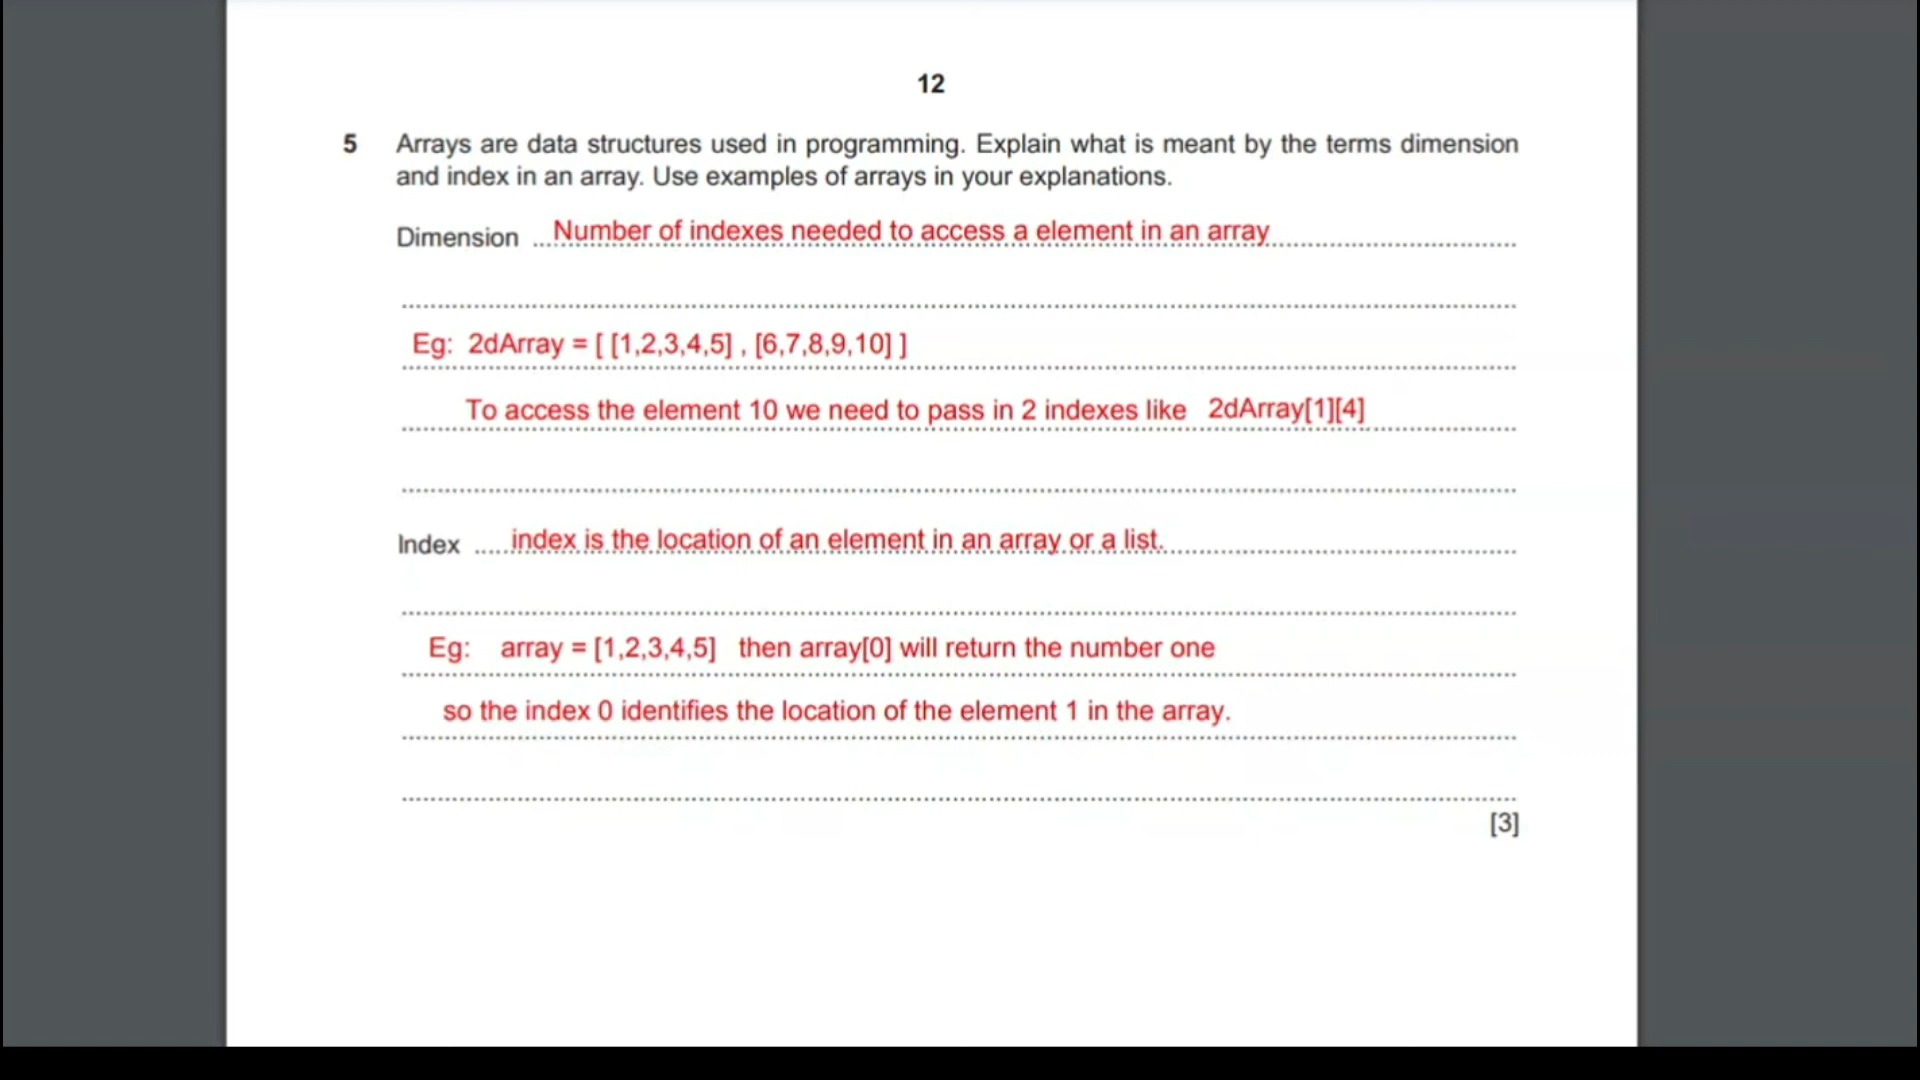 12
5 Arrays are data structures used in programming. Explain what is meant by the terms dimension
and index in an array. Use examples of arrays in your explanations.
Dimension ... Number of indexes needed to access a element in an array
Eg: 2dArray = [ [1,2,3,4,5] , [6,7,8,9,10] ]
To access the element 10 we need to pass in 2 indexes like 2dArray[1][4]
Index ..... index is the location of an element in an array or a list.
Eg: array = [1,2,3,4,5] then array[0] will return the number one
so the index 0 identifies the location of the element 1 in the array.
[3]